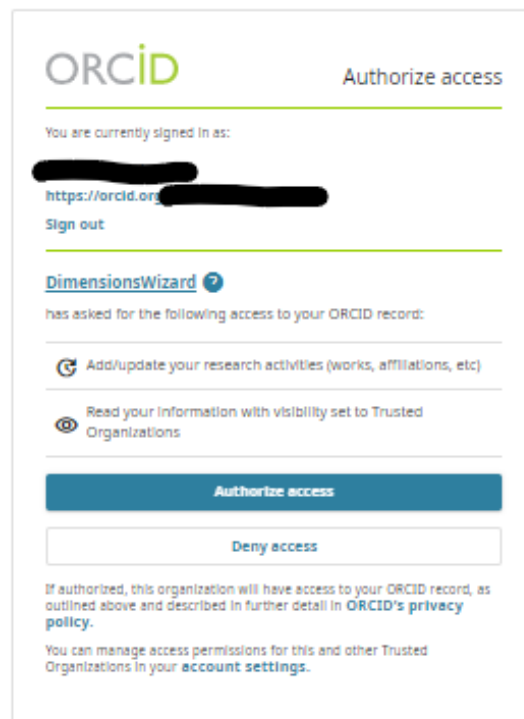 ORCiD
Authorize access
You are currently signed in as:
https://orcid.org
Sign out
DimensionsWizard ?
has asked for the following access to your ORCID record:
Add/update your research activities (works, affiliations, etc)
Read your information with visibility set to Trusted
Organizations
Authorize access
Deny access
If authorized, this organization will have access to your ORCID record, as
outlined above and described in further detail in ORCID's privacy
policy.
You can manage access permissions for this and other Trusted
Organizations in your account settings.